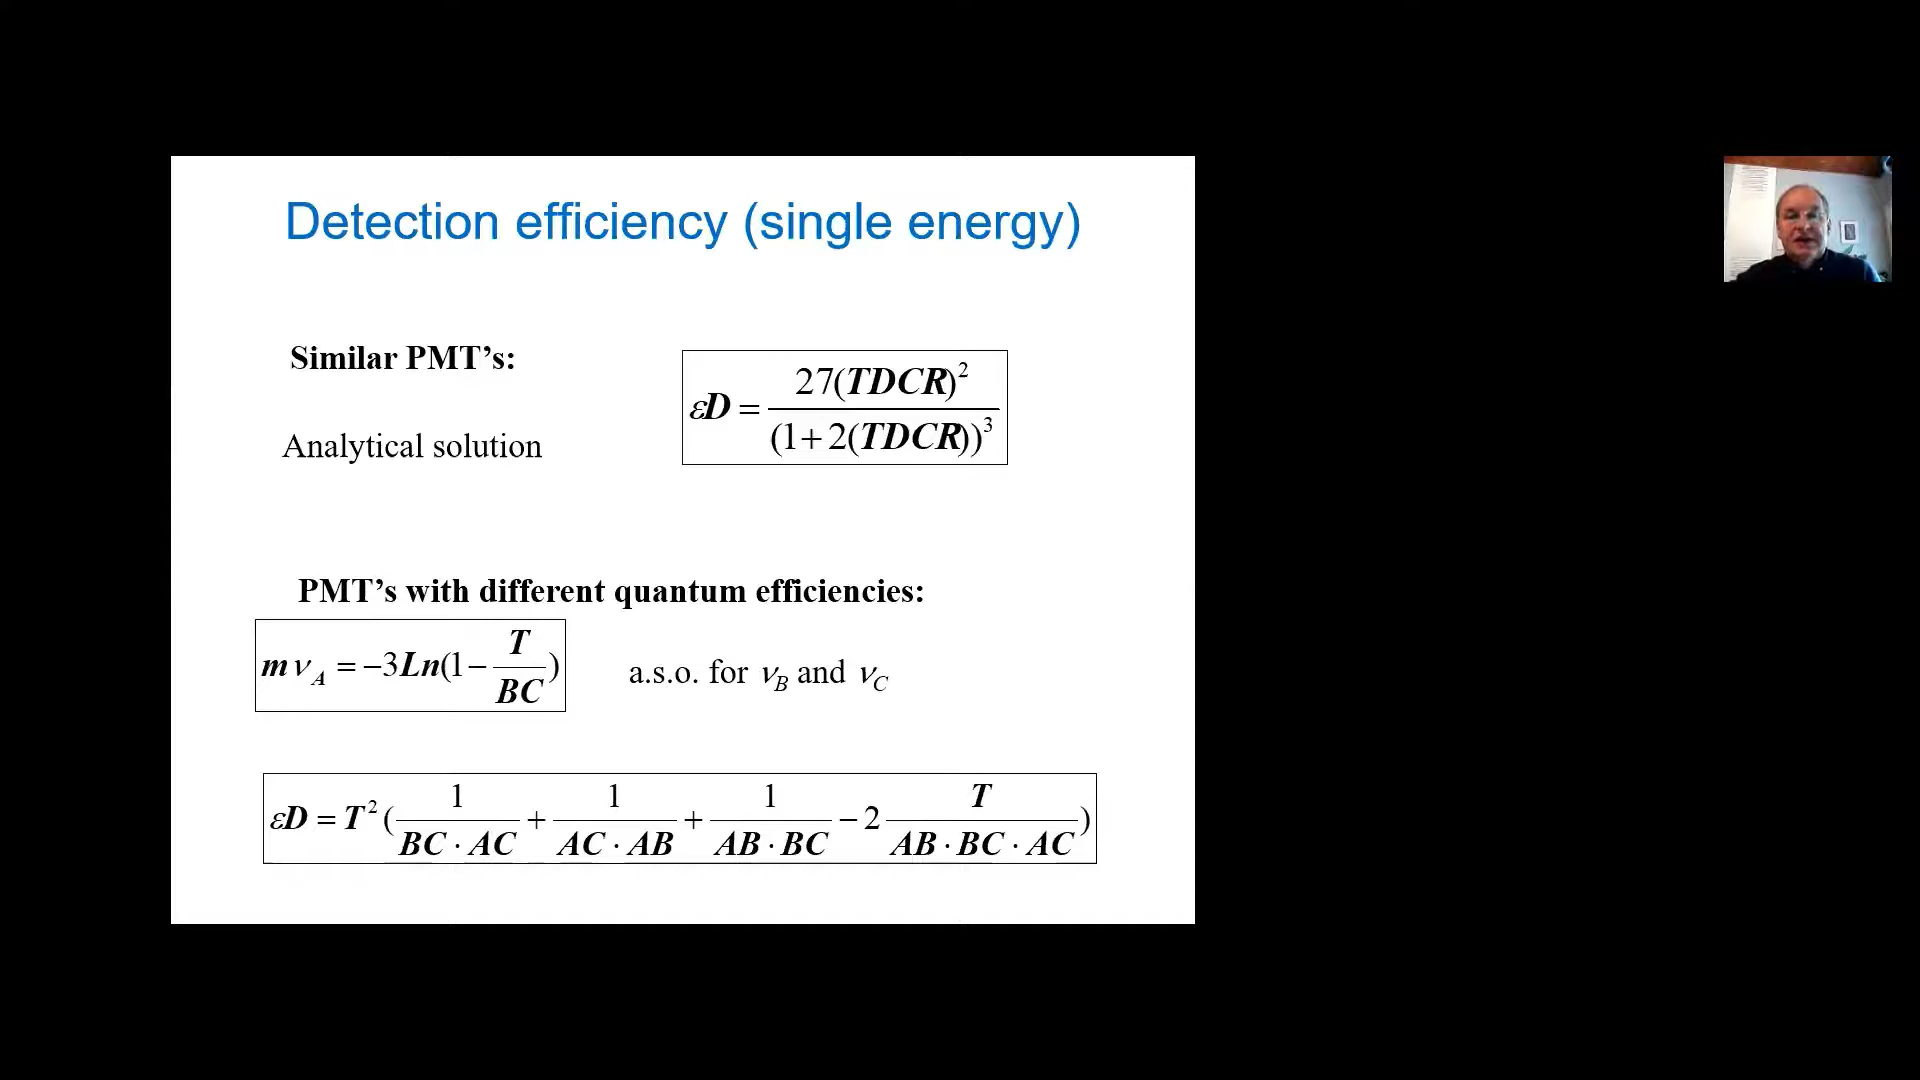 Detection efficiency (single energy)
Similar PMT's:
εD = 27(TDCR)² / (1+2(TDCR))³
Analytical solution
PMT's with different quantum efficiencies:
mν_A = −3Ln(1− T/BC)
a.s.o. for ν_B and ν_C
εD = T²( 1/(BC·AC) + 1/(AC·AB) + 1/(AB·BC) − 2 T/(AB·BC·AC) )